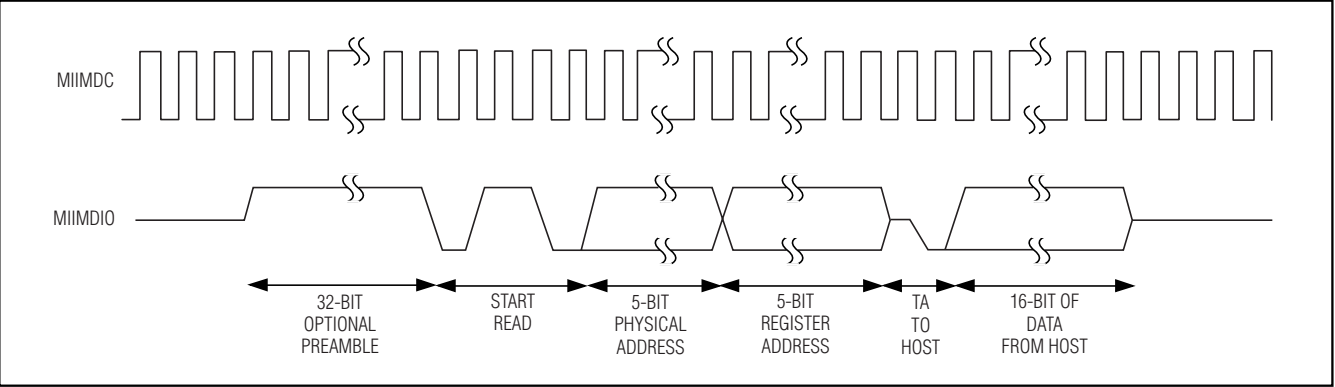 MIIMDC
MIIMDIO
32-BIT
OPTIONAL
PREAMBLE
START
READ
5-BIT
PHYSICAL
ADDRESS
5-BIT
REGISTER
ADDRESS
TA
TO
HOST
16-BIT OF
DATA
FROM HOST